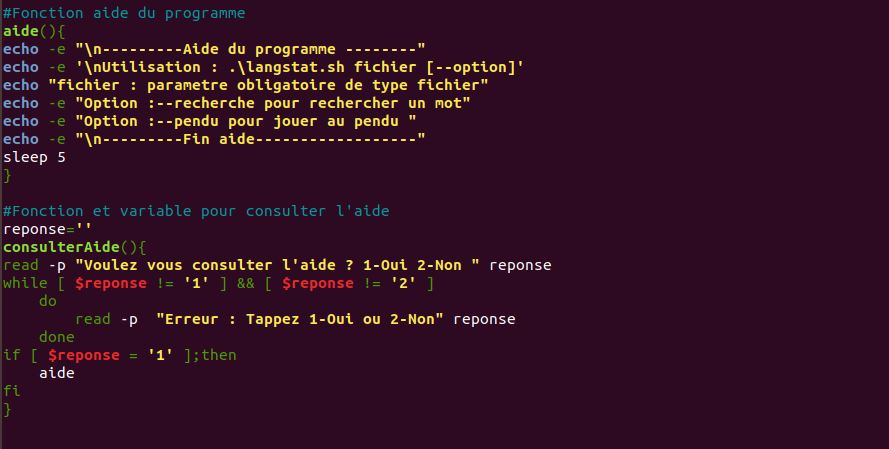 #Fonction aide du programme
aide(){
echo -e "\n---------Aide du programme --------"
echo -e '\nUtilisation : .\langstat.sh fichier [--option]'
echo "fichier : parametre obligatoire de type fichier"
echo -e "Option :--recherche pour rechercher un mot"
echo -e "Option :--pendu pour jouer au pendu "
echo -e "\n---------Fin aide------------------"
sleep 5
}

#Fonction et variable pour consulter l'aide
reponse=''
consulterAide(){
read -p "Voulez vous consulter l'aide ? 1-Oui 2-Non " reponse
while [ $reponse != '1' ] && [ $reponse != '2' ]
    do
        read -p  "Erreur : Tappez 1-Oui ou 2-Non" reponse
    done
if [ $reponse = '1' ];then
    aide
fi
}